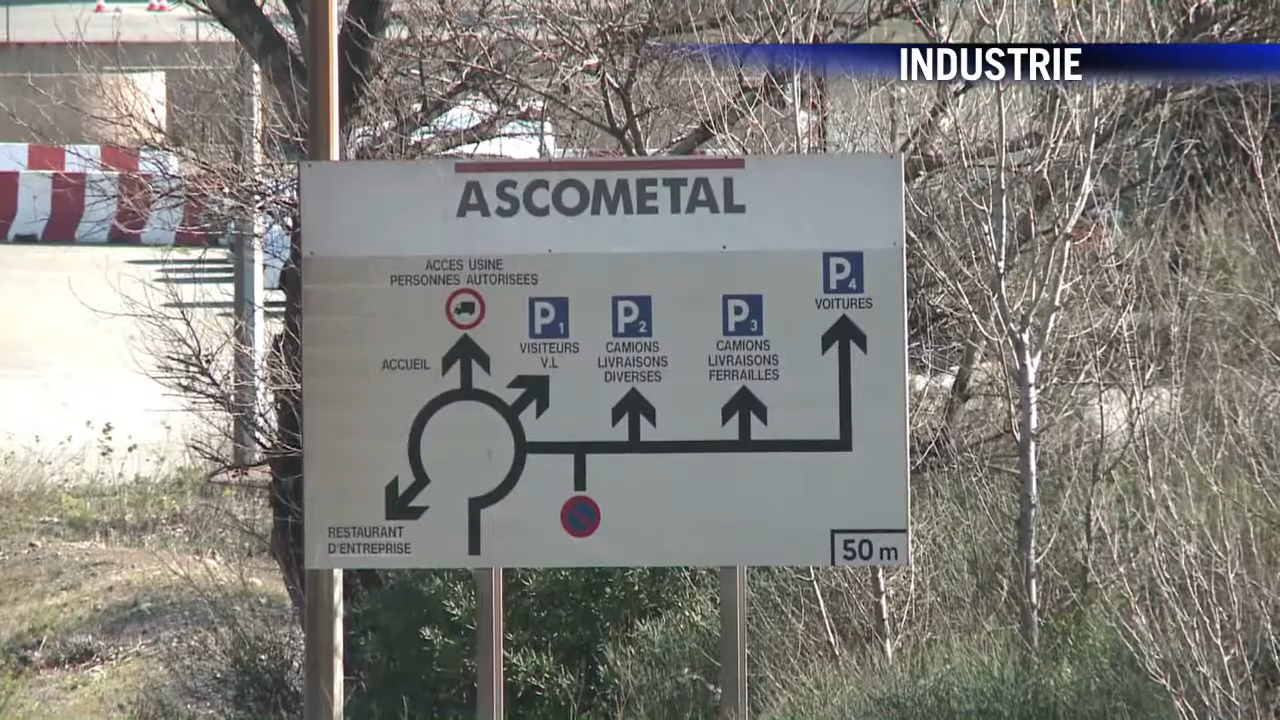 INDUSTRIE
ASCOMETAL
ACCES USINE
PERSONNES AUTORISEES
P4
VOITURES
P1
VISITEURS
V.L
P2
CAMIONS
LIVRAISONS
DIVERSES
P3
CAMIONS
LIVRAISONS
FERRAILLES
ACCUEIL
RESTAURANT
D'ENTREPRISE
50 m